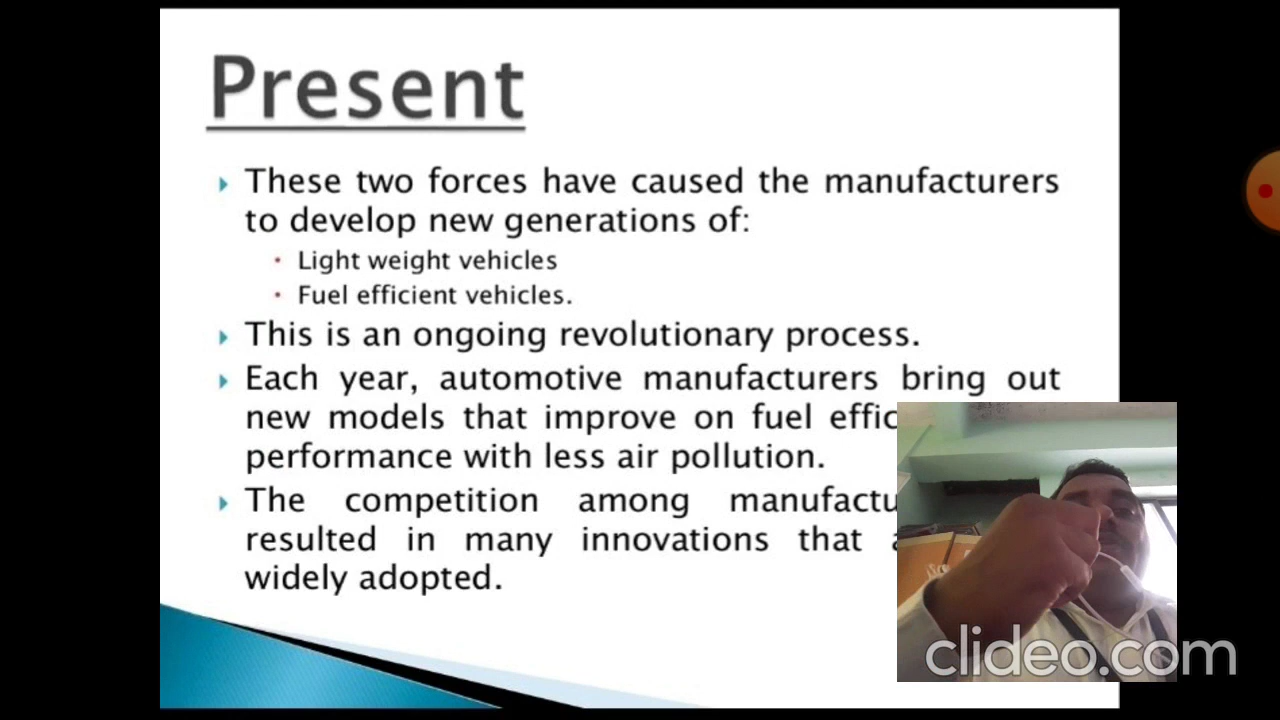 Present
These two forces have caused the manufacturers
to develop new generations of:
Light weight vehicles
Fuel efficient vehicles.
This is an ongoing revolutionary process.
Each year, automotive manufacturers bring out
new models that improve on fuel
performance with less air pollution.
The competition among
resulted in many innovations that
widely adopted.
clideo.com